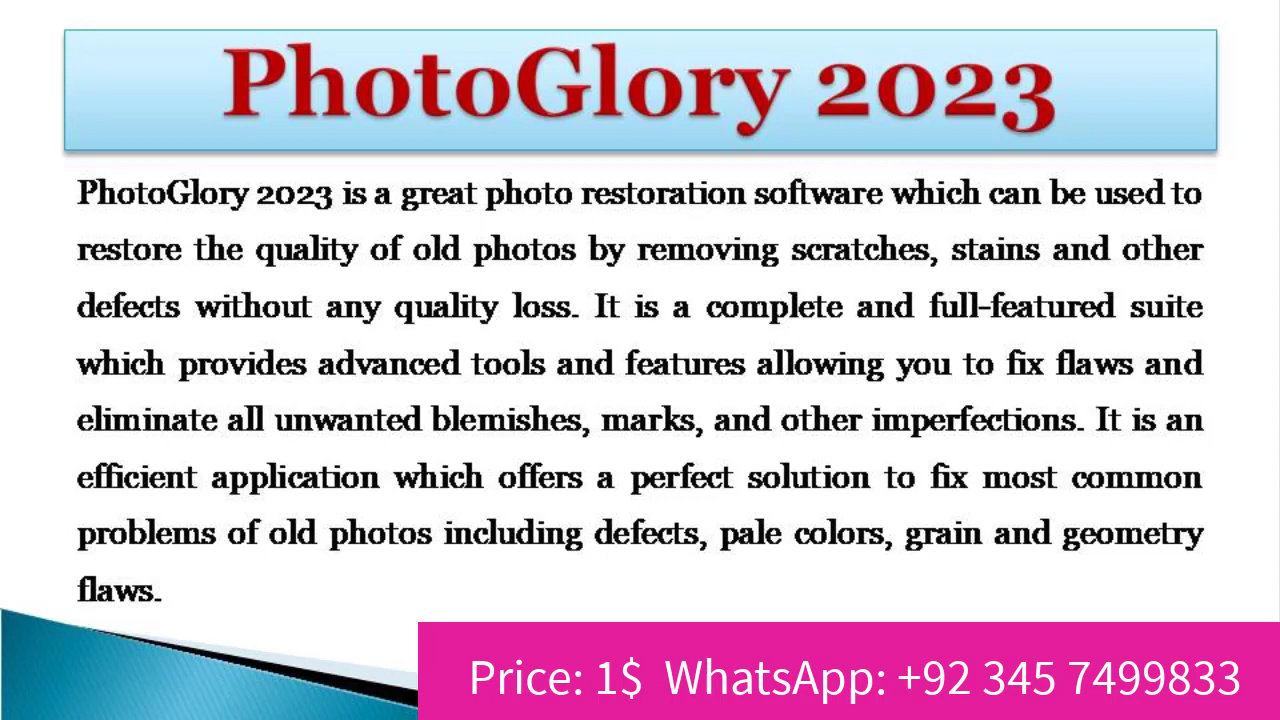 PhotoGlory 2023
PhotoGlory 2023 is a great photo restoration software which can be used to
restore the quality of old photos by removing scratches, stains and other
defects without any quality loss. It is a complete and full-featured suite
which provides advanced tools and features allowing you to fix flaws and
eliminate all unwanted blemishes, marks, and other imperfections. It is an
efficient application which offers a perfect solution to fix most common
problems of old photos including defects, pale colors, grain and geometry
flaws.
Price: 1$  WhatsApp: +92 345 7499833